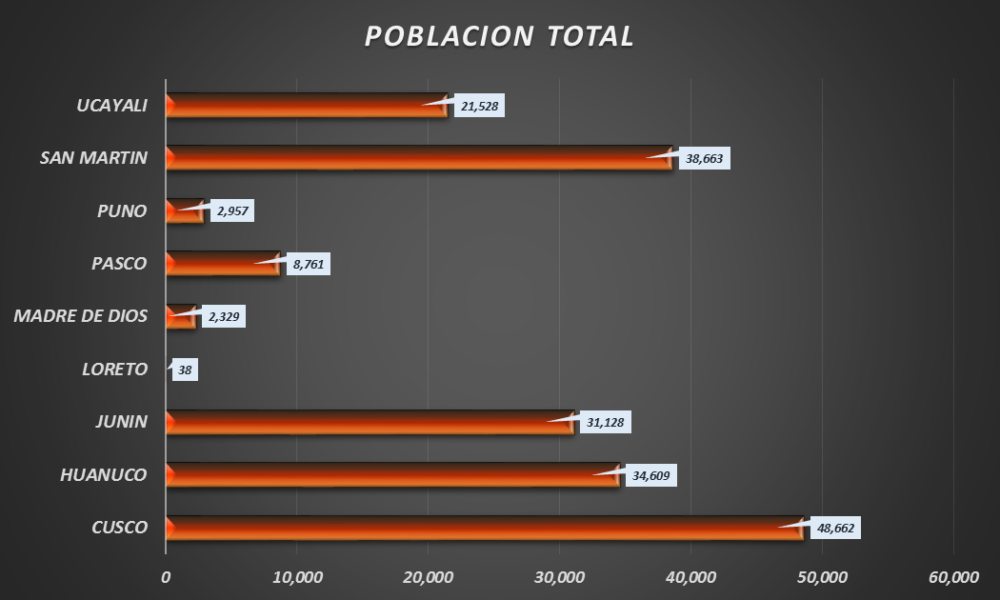 POBLACION TOTAL
UCAYALI 21,528
SAN MARTIN 38,663
PUNO 2,957
PASCO 8,761
MADRE DE DIOS 2,329
LORETO 38
JUNIN 31,128
HUANUCO 34,609
CUSCO 48,662
0 10,000 20,000 30,000 40,000 50,000 60,000